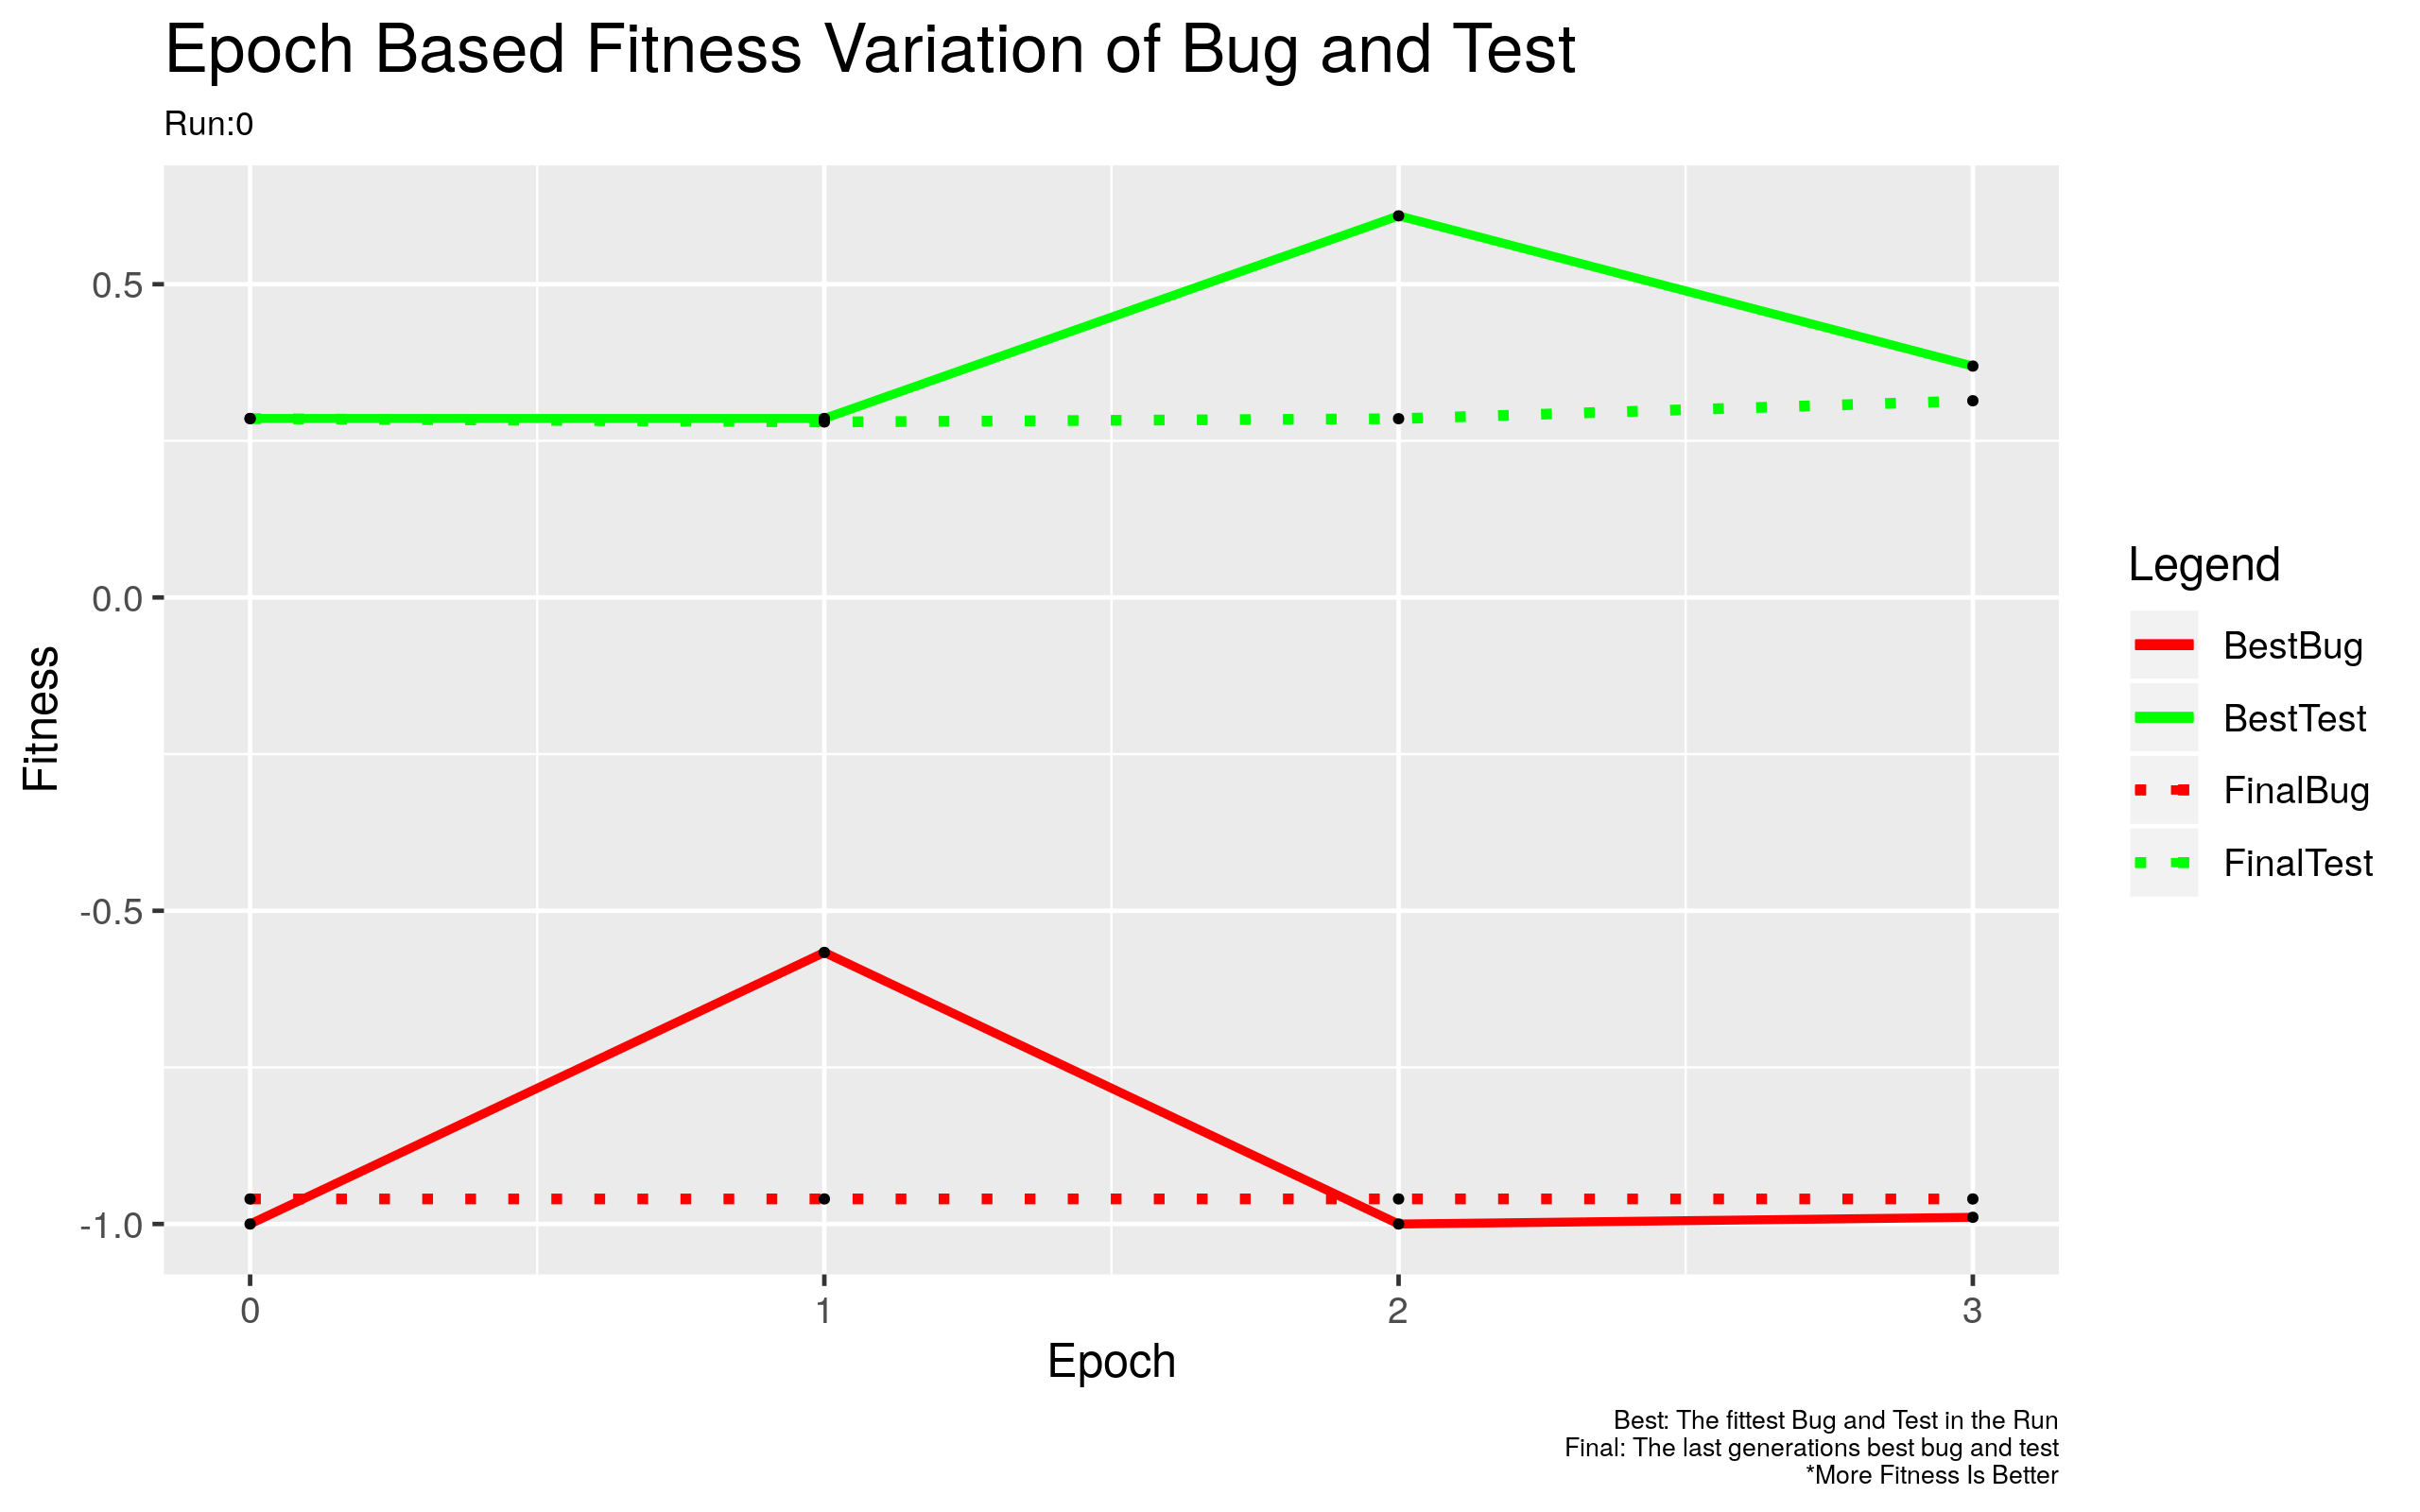 Epoch Based Fitness Variation of Bug and Test
Run:0
0.5
0.0
-0.5
-1.0
Fitness
0
1
2
3
Epoch
Legend
BestBug
BestTest
FinalBug
FinalTest
Best: The fittest Bug and Test in the Run
Final: The last generations best bug and test
*More Fitness Is Better